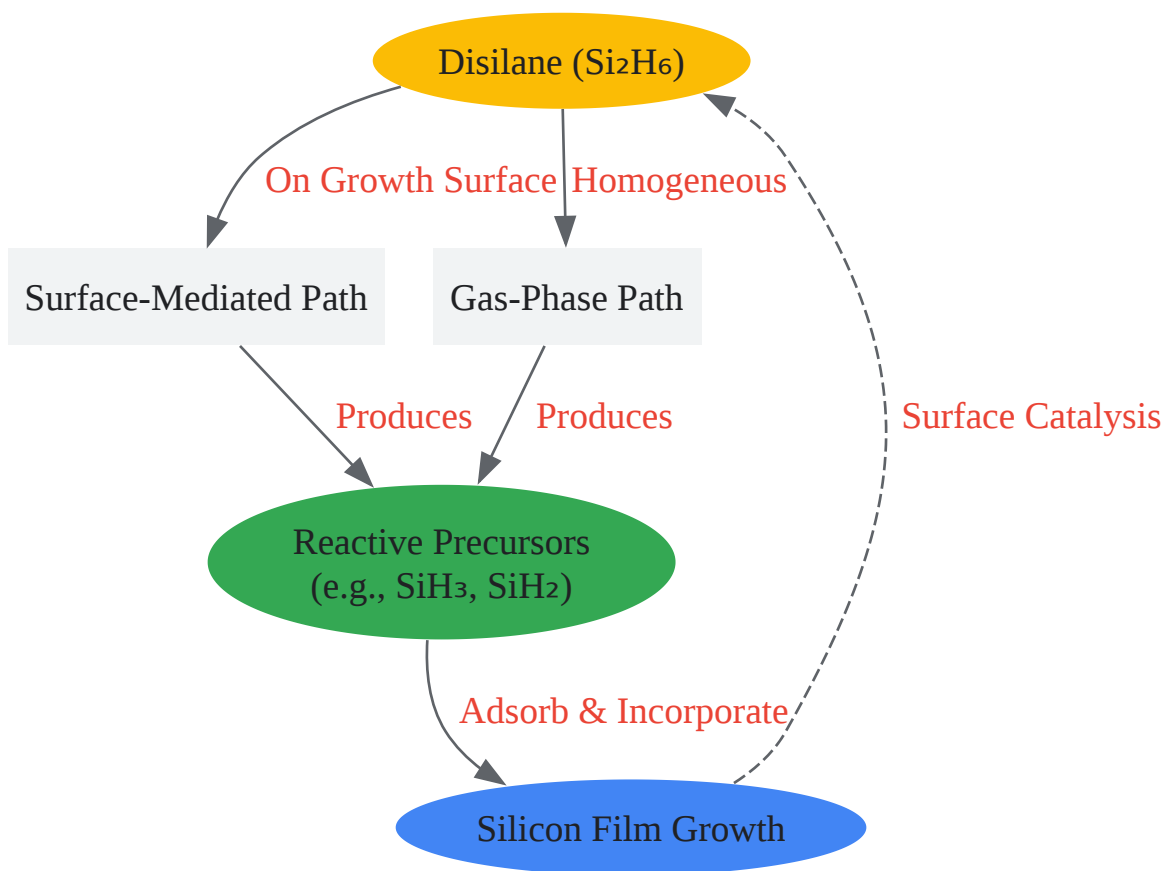 Disilane (Si₂H₆)
On Growth Surface
Homogeneous
Surface-Mediated Path
Gas-Phase Path
Produces
Produces
Surface Catalysis
Reactive Precursors
(e.g., SiH₃, SiH₂)
Adsorb & Incorporate
Silicon Film Growth